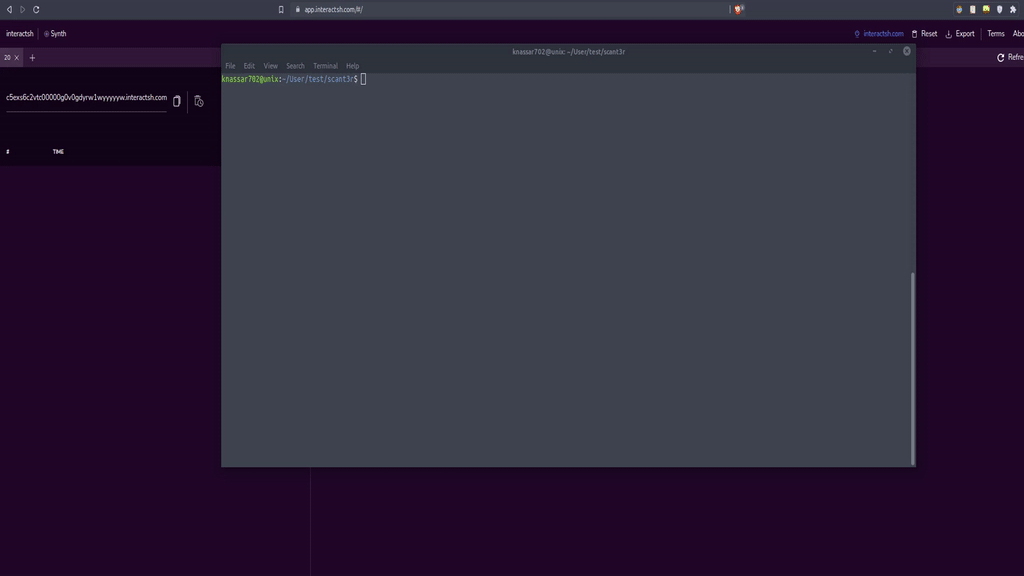 app.interactsh.com/#/
interactsh
Synth
interactsh.com
Reset
Export
Terms
Abo
20
Refre
knassar702@unix: ~/User/test/scant3r
File Edit View Search Terminal Help
knassar702@unix:~/User/test/scant3r$
c5exs6c2vtc00000g0v0gdyrw1wyyyyyw.interactsh.com
#
TIME